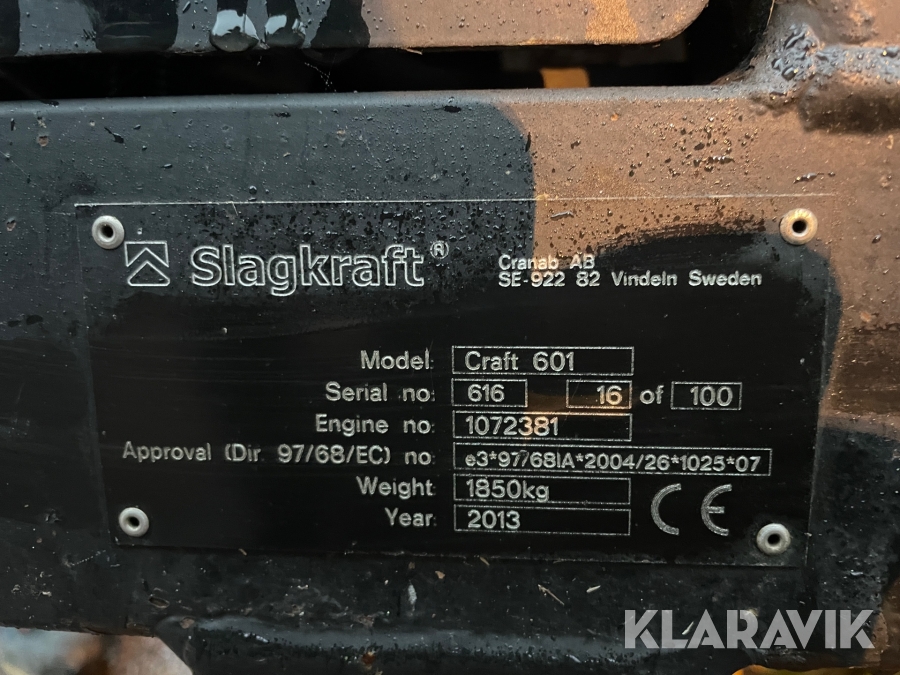 Slagkraft®
Cranab AB
SE-922 82 Vindeln Sweden
Model: Craft 601
Serial no: 616 16 of 100
Engine no: 1072381
Approval (Dir. 97/68/EC) no: e3*97/68IA*2004/26*1025*07
Weight: 1850kg
Year: 2013 CE
KLARAVIK